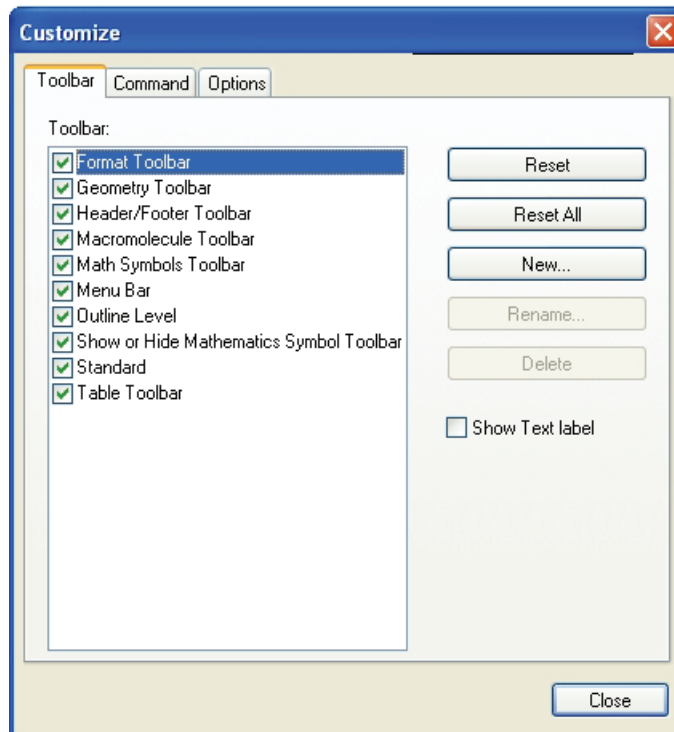 Customize
Toolbar Command Options
Toolbar:
Format Toolbar
Geometry Toolbar
Header/Footer Toolbar
Macromolecule Toolbar
Math Symbols Toolbar
Menu Bar
Outline Level
Show or Hide Mathematics Symbol Toolbar
Standard
Table Toolbar
Reset
Reset All
New...
Rename...
Delete
Show Text label
Close